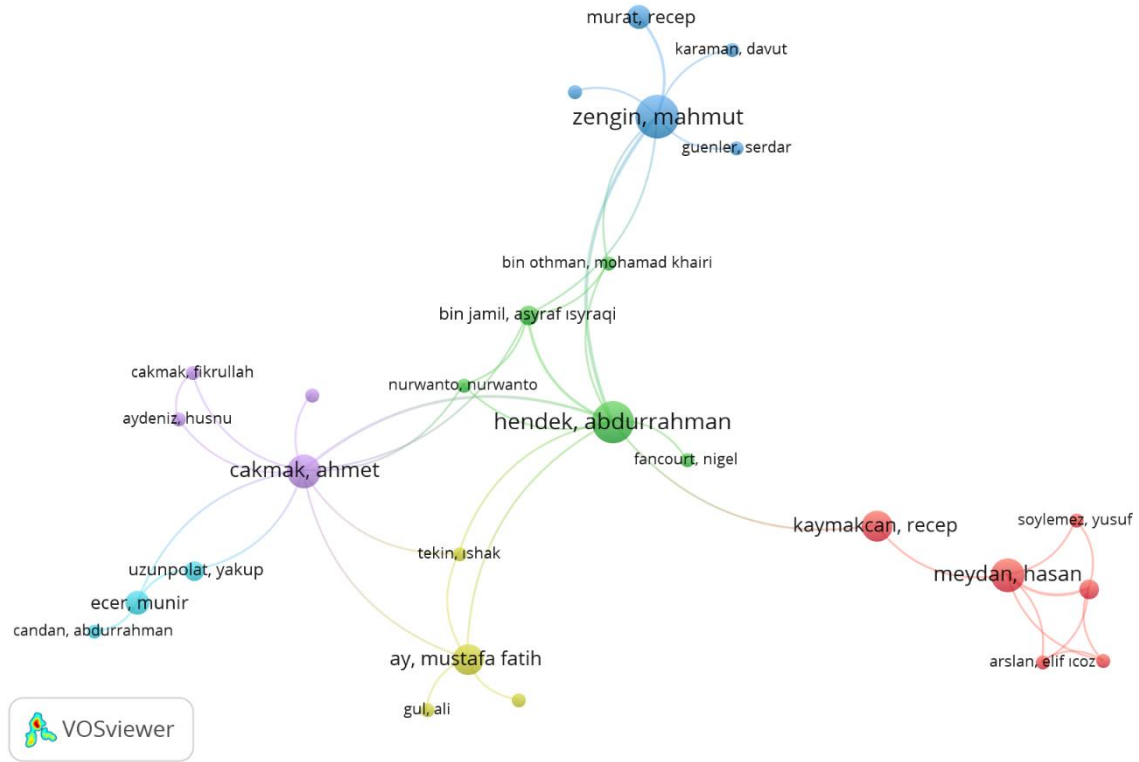 murat, recep
karaman, davut
zengin, mahmut
guenler, serdar
bin othman, mohamad khairi
bin jamil, asyraf ısyraqi
cakmak, fikrullah
nurwanto, nurwanto
aydeniz, husnu
hendek, abdurrahman
fancourt, nigel
cakmak, ahmet
kaymakcan, recep
soylemez, yusuf
tekin, ıshak
uzunpolat, yakup
meydan, hasan
ecer, munir
candan, abdurrahman
ay, mustafa fatih
arslan, elif ıcoz
gul, ali
VOSviewer